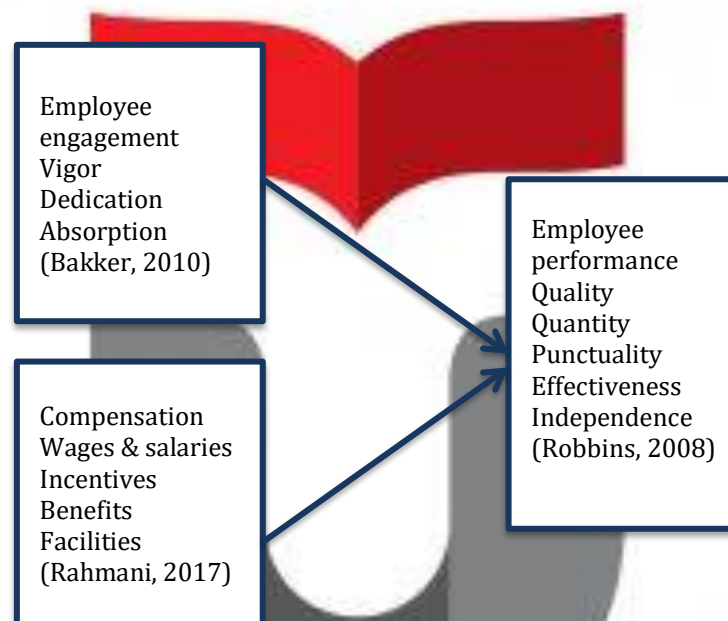 Employee
engagement
Vigor
Dedication
Absorption
(Bakker, 2010)
Compensation
Wages & salaries
Incentives
Benefits
Facilities
(Rahmani, 2017)
Employee
performance
Quality
Quantity
Punctuality
Effectiveness
Independence
(Robbins, 2008)